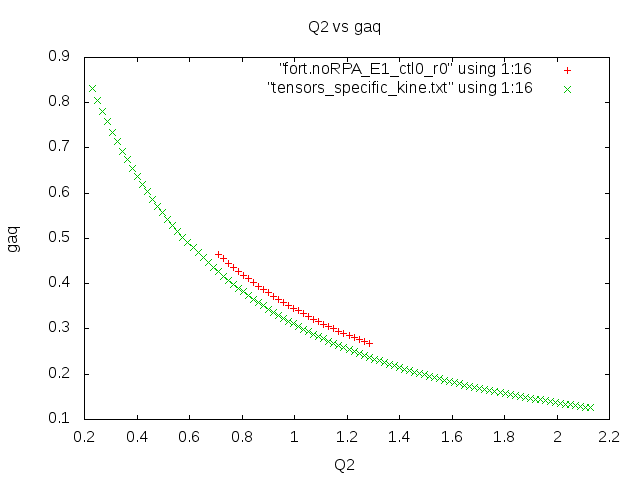 Q2 vs gaq
"fort.noRPA_E1_ctl0_r0" using 1:16
"tensors_specific_kine.txt" using 1:16
0.9
0.8
0.7
0.6
0.5
0.4
0.3
0.2
0.1
gaq
0.2 0.4 0.6 0.8 1 1.2 1.4 1.6 1.8 2 2.2
Q2